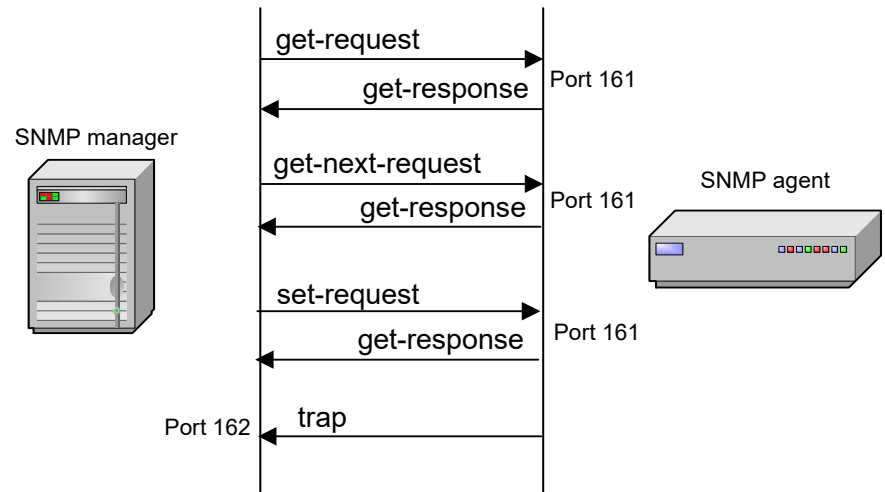 get-request
Port 161
get-response
SNMP manager
get-next-request
SNMP agent
Port 161
get-response
set-request
Port 161
get-response
Port 162
trap